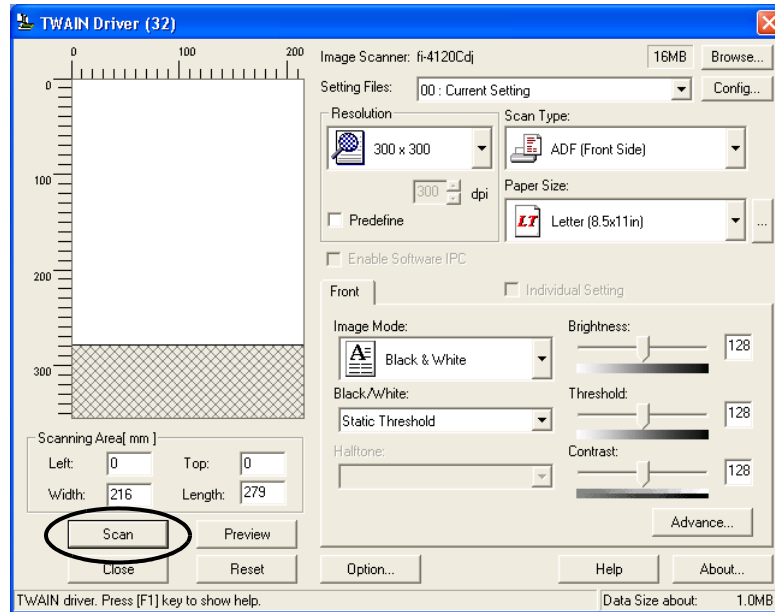 TWAIN Driver (32)
0 100 200
0
100
200
300
Image Scanner: fi-4120Cdj 16MB Browse...
Setting Files: 00 : Current Setting Config...
Resolution
300 x 300
300 dpi
Predefine
Scan Type:
ADF (Front Side)
Paper Size:
LT Letter (8.5x11in) ...
Enable Software IPC
Front Individual Setting
Image Mode:
A Black & White
Black/White:
Static Threshold
Halftone:
Brightness:
128
Threshold:
128
Contrast:
128
Advance...
Scanning Area[ mm ]
Left: 0 Top: 0
Width: 216 Length: 279
Scan Preview
Close Reset
Option... Help About...
TWAIN driver. Press [F1] key to show help. Data Size about: 1.0MB